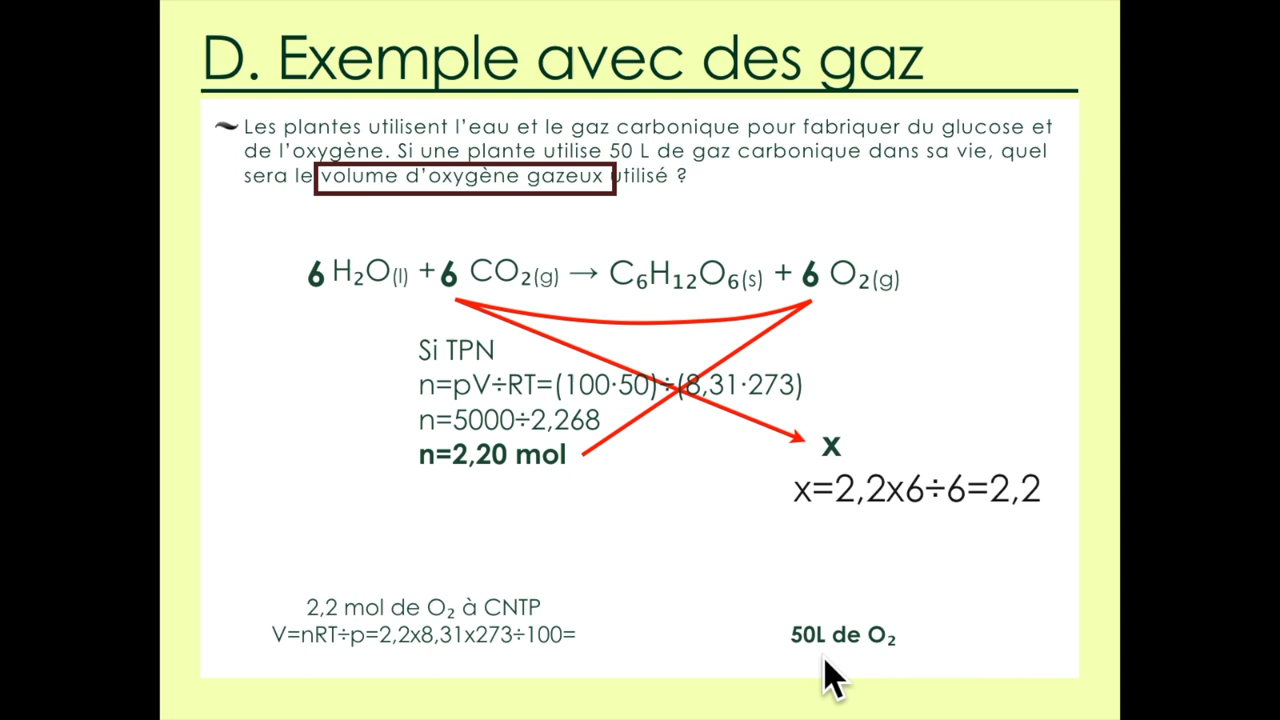 D. Exemple avec des gaz
Les plantes utilisent l'eau et le gaz carbonique pour fabriquer du glucose et
de l'oxygène. Si une plante utilise 50 L de gaz carbonique dans sa vie, quel
sera le volume d'oxygène gazeux utilisé ?
6 H₂O(l) + 6 CO₂(g) → C₆H₁₂O₆(s) + 6 O₂(g)
Si TPN
n=pV÷RT=(100·50)÷(8,31·273)
n=5000÷2,268
n=2,20 mol
x
x=2,2x6÷6=2,2
2,2 mol de O₂ à CNTP
V=nRT÷p=2,2x8,31x273÷100=
50L de O₂